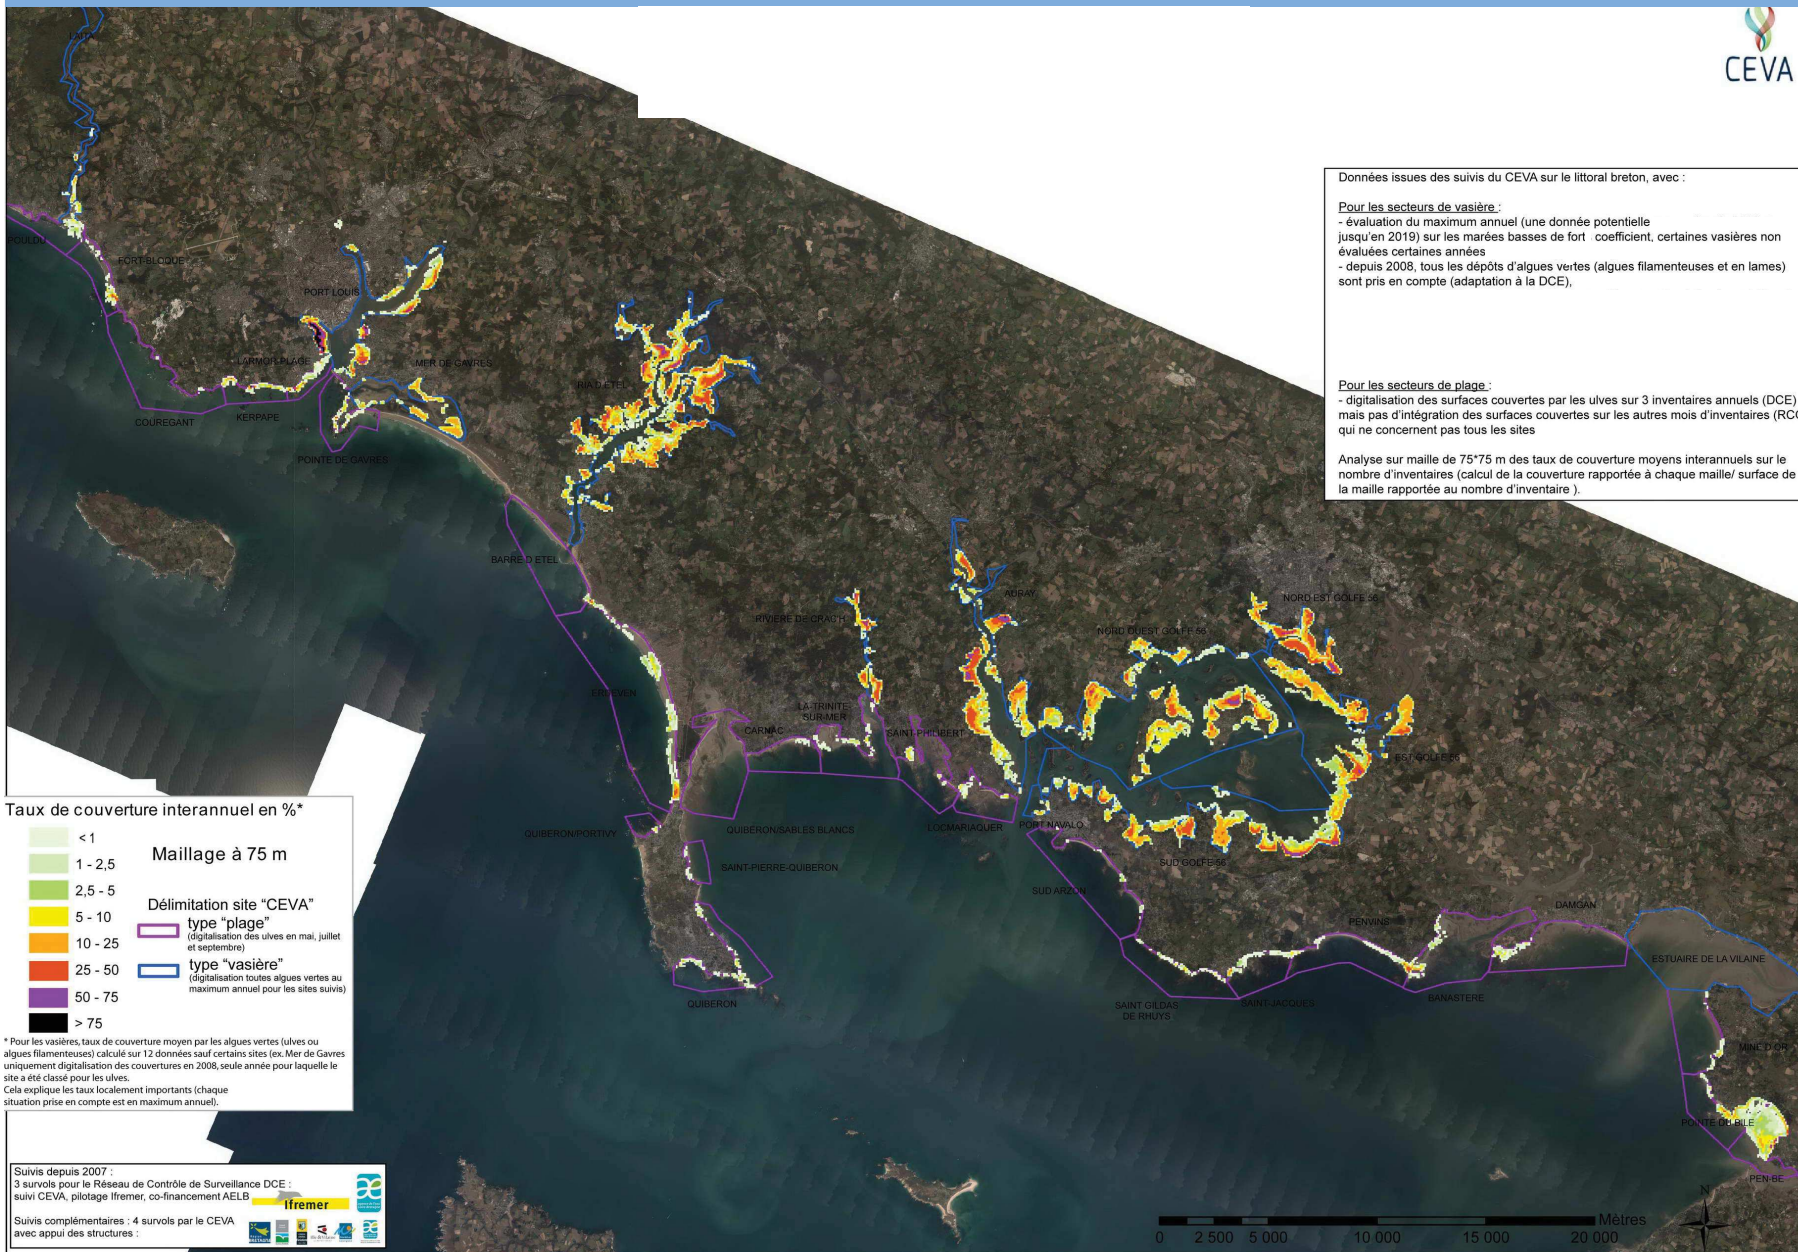 CEVA
Données issues des suivis du CEVA sur le littoral breton, avec :
Pour les secteurs de vasière :
- évaluation du maximum annuel (une donnée potentielle
jusqu'en 2019) sur les marées basses de fort coefficient, certaines vasières non
évaluées certaines années
- depuis 2008, tous les dépôts d'algues vertes (algues filamenteuses et en lames)
sont pris en compte (adaptation à la DCE),
Pour les secteurs de plage :
- digitalisation des surfaces couvertes par les ulves sur 3 inventaires annuels (DCE)
mais pas d'intégration des surfaces couvertes sur les autres mois d'inventaires (RCO
qui ne concernent pas tous les sites
Analyse sur maille de 75*75 m des taux de couverture moyens interannuels sur le
nombre d'inventaires (calcul de la couverture rapportée à chaque maille/ surface de
la maille rapportée au nombre d'inventaire ).
LAITA
POULDU
FORT-BLOQUE
PORT LOUIS
LARMOR-PLAGE
MER DE GAVRES
COUREGANT
KERPAPE
POINTE DE GAVRES
RIA D ETEL
BARRE D ETEL
RIVIERE DE CRAC'H
AURAY
NORD OUEST GOLFE 56
NORD EST GOLFE 56
ERDEVEN
CARNAC
LA-TRINITE-
SUR-MER
SAINT-PHILIBERT
EST GOLFE 56
QUIBERON/PORTIVY
QUIBERON/SABLES BLANCS
LOCMARIAQUER
PORT NAVALO
SAINT-PIERRE-QUIBERON
SUD GOLFE 56
SUD ARZON
PENVINS
DAMGAN
ESTUAIRE DE LA VILAINE
QUIBERON
SAINT GILDAS
DE RHUYS
SAINT-JACQUES
BANASTERE
MINE D OR
POINTE DU BILE
PEN-BE
Taux de couverture interannuel en %*
< 1
1 - 2,5
2,5 - 5
5 - 10
10 - 25
25 - 50
50 - 75
> 75
Maillage à 75 m
Délimitation site “CEVA”
type “plage”
(digitalisation des ulves en mai, juillet
et septembre)
type “vasière”
(digitalisation toutes algues vertes au
maximum annuel pour les sites suivis)
* Pour les vasières, taux de couverture moyen par les algues vertes (ulves ou
algues filamenteuses) calculé sur 12 données sauf certains sites (ex. Mer de Gavres
uniquement digitalisation des couvertures en 2008, seule année pour laquelle le
site a été classé pour les ulves.
Cela explique les taux localement importants (chaque
situation prise en compte est en maximum annuel).
Suivis depuis 2007 :
3 survols pour le Réseau de Contrôle de Surveillance DCE :
suivi CEVA, pilotage Ifremer, co-financement AELB
Ifremer
Suivis complémentaires : 4 survols par le CEVA
avec appui des structures :
N
Mètres
0 2 500 5 000 10 000 15 000 20 000